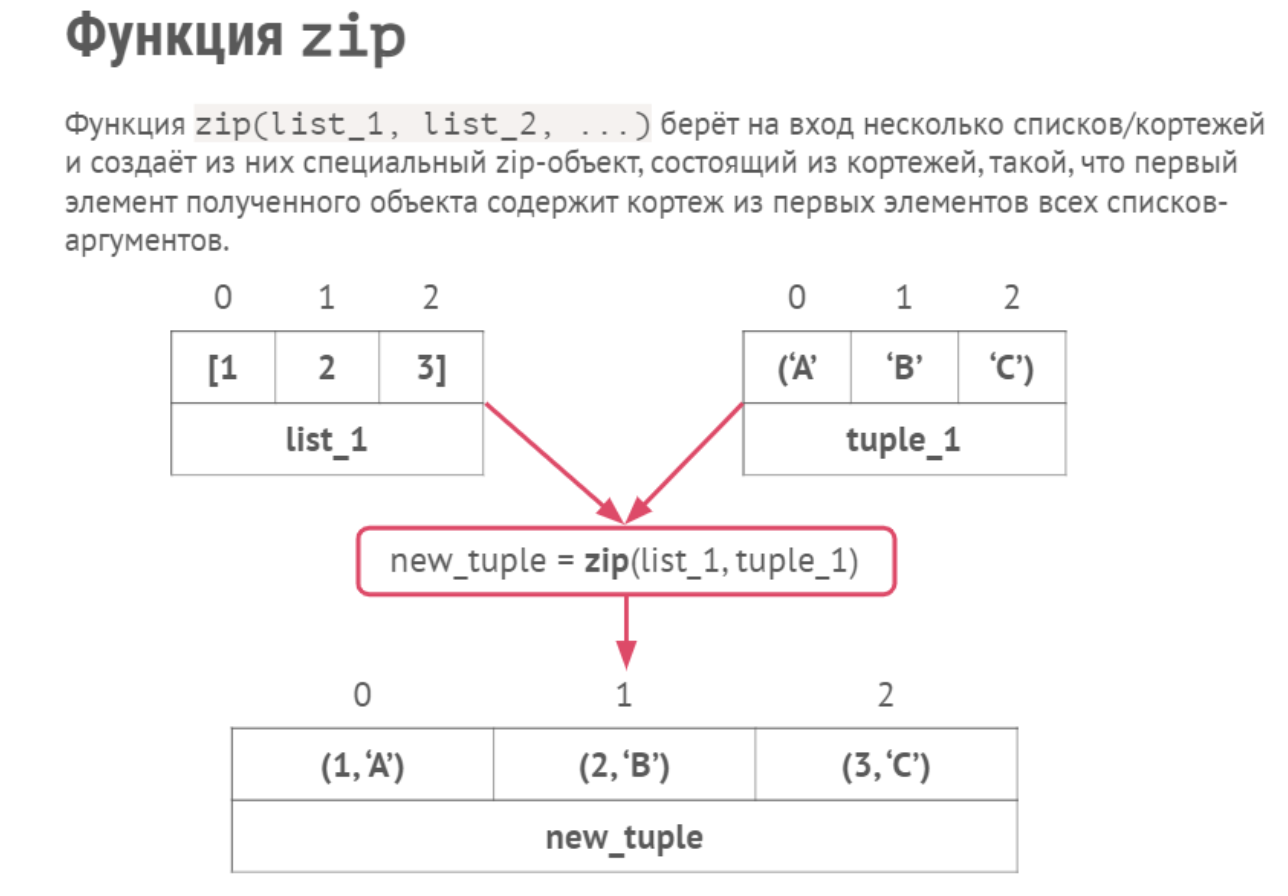 Функция zip
Функция zip(list_1, list_2, ...) берёт на вход несколько списков/кортежей
и создаёт из них специальный zip-объект, состоящий из кортежей, такой, что первый
элемент полученного объекта содержит кортеж из первых элементов всех списков-
аргументов.
0 1 2 0 1 2
[1 2 3] (‘A’ ‘B’ ‘C’)
list_1 tuple_1
new_tuple = zip(list_1, tuple_1)
0 1 2
(1, ‘A’) (2, ‘B’) (3, ‘C’)
new_tuple